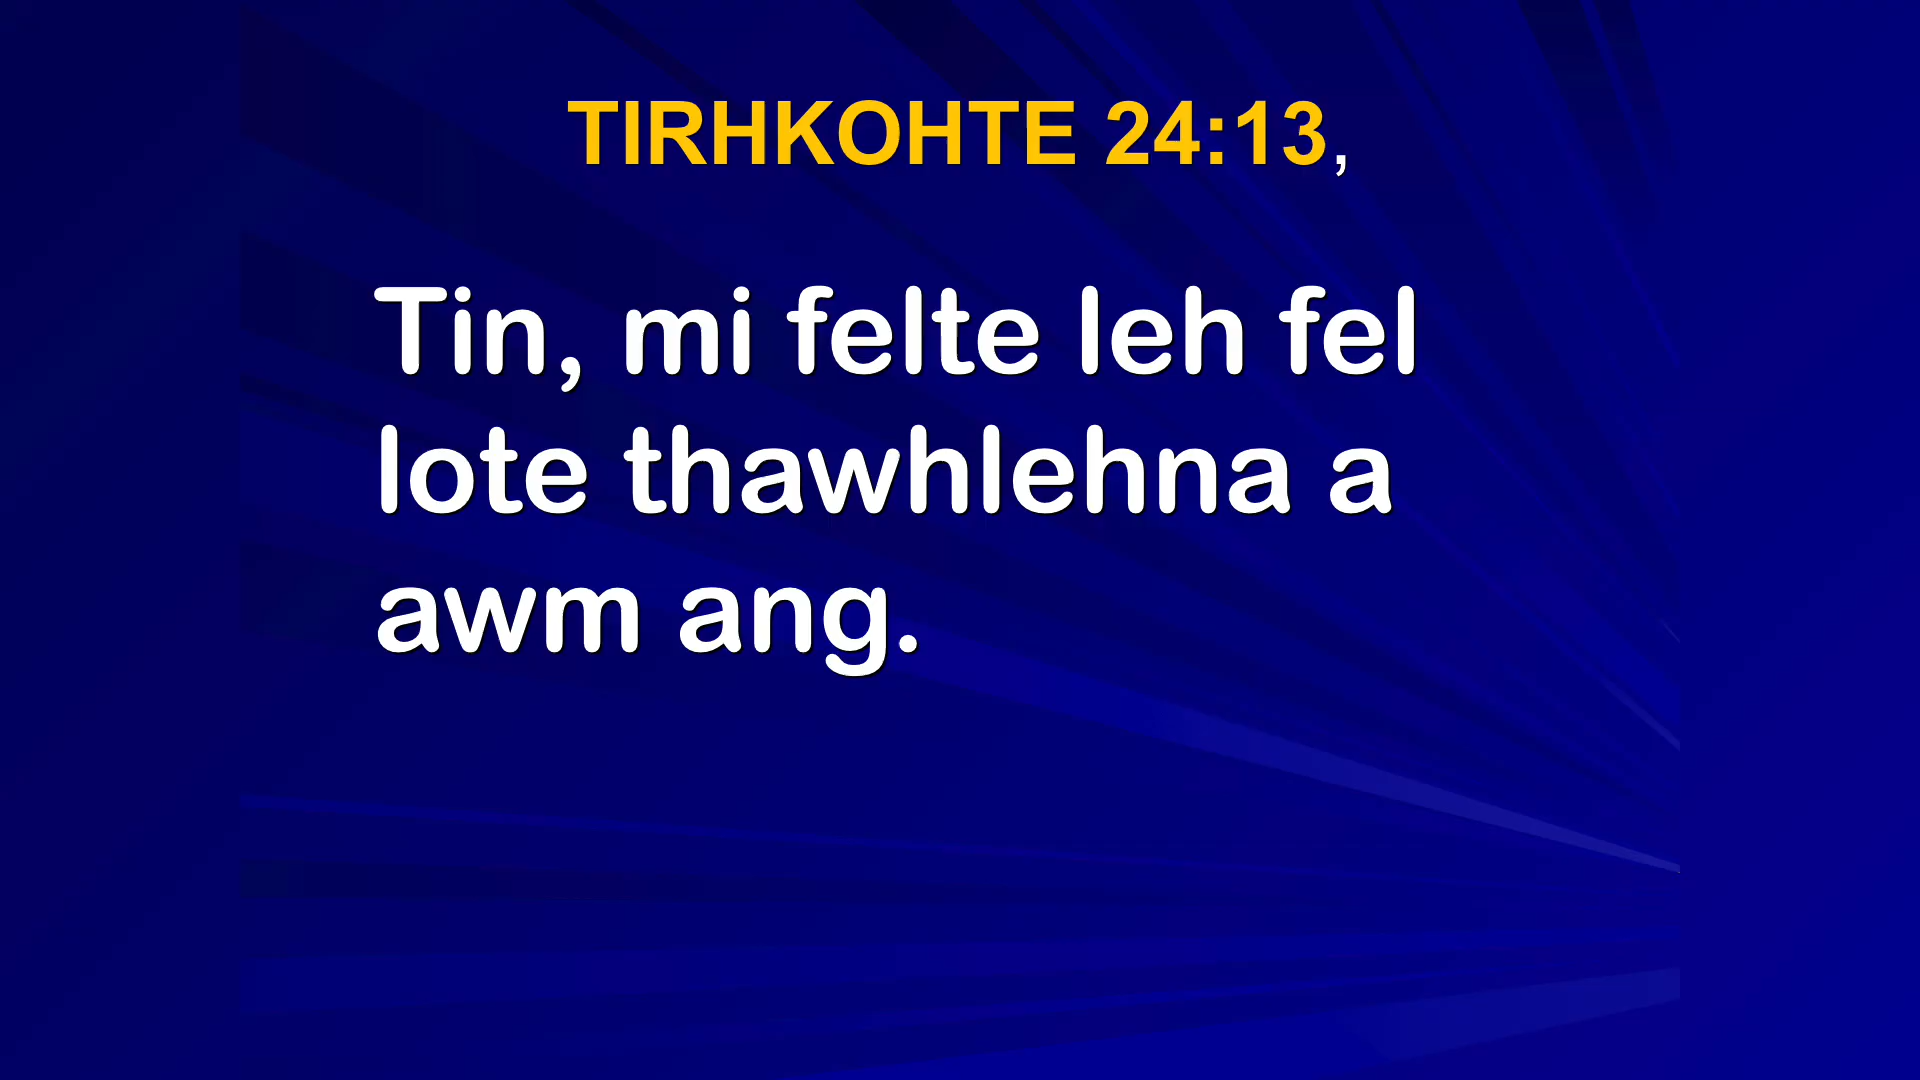 TIRHKOHTE 24:13,
Tin, mi felte leh fel
lote thawhlehna a
awm ang.